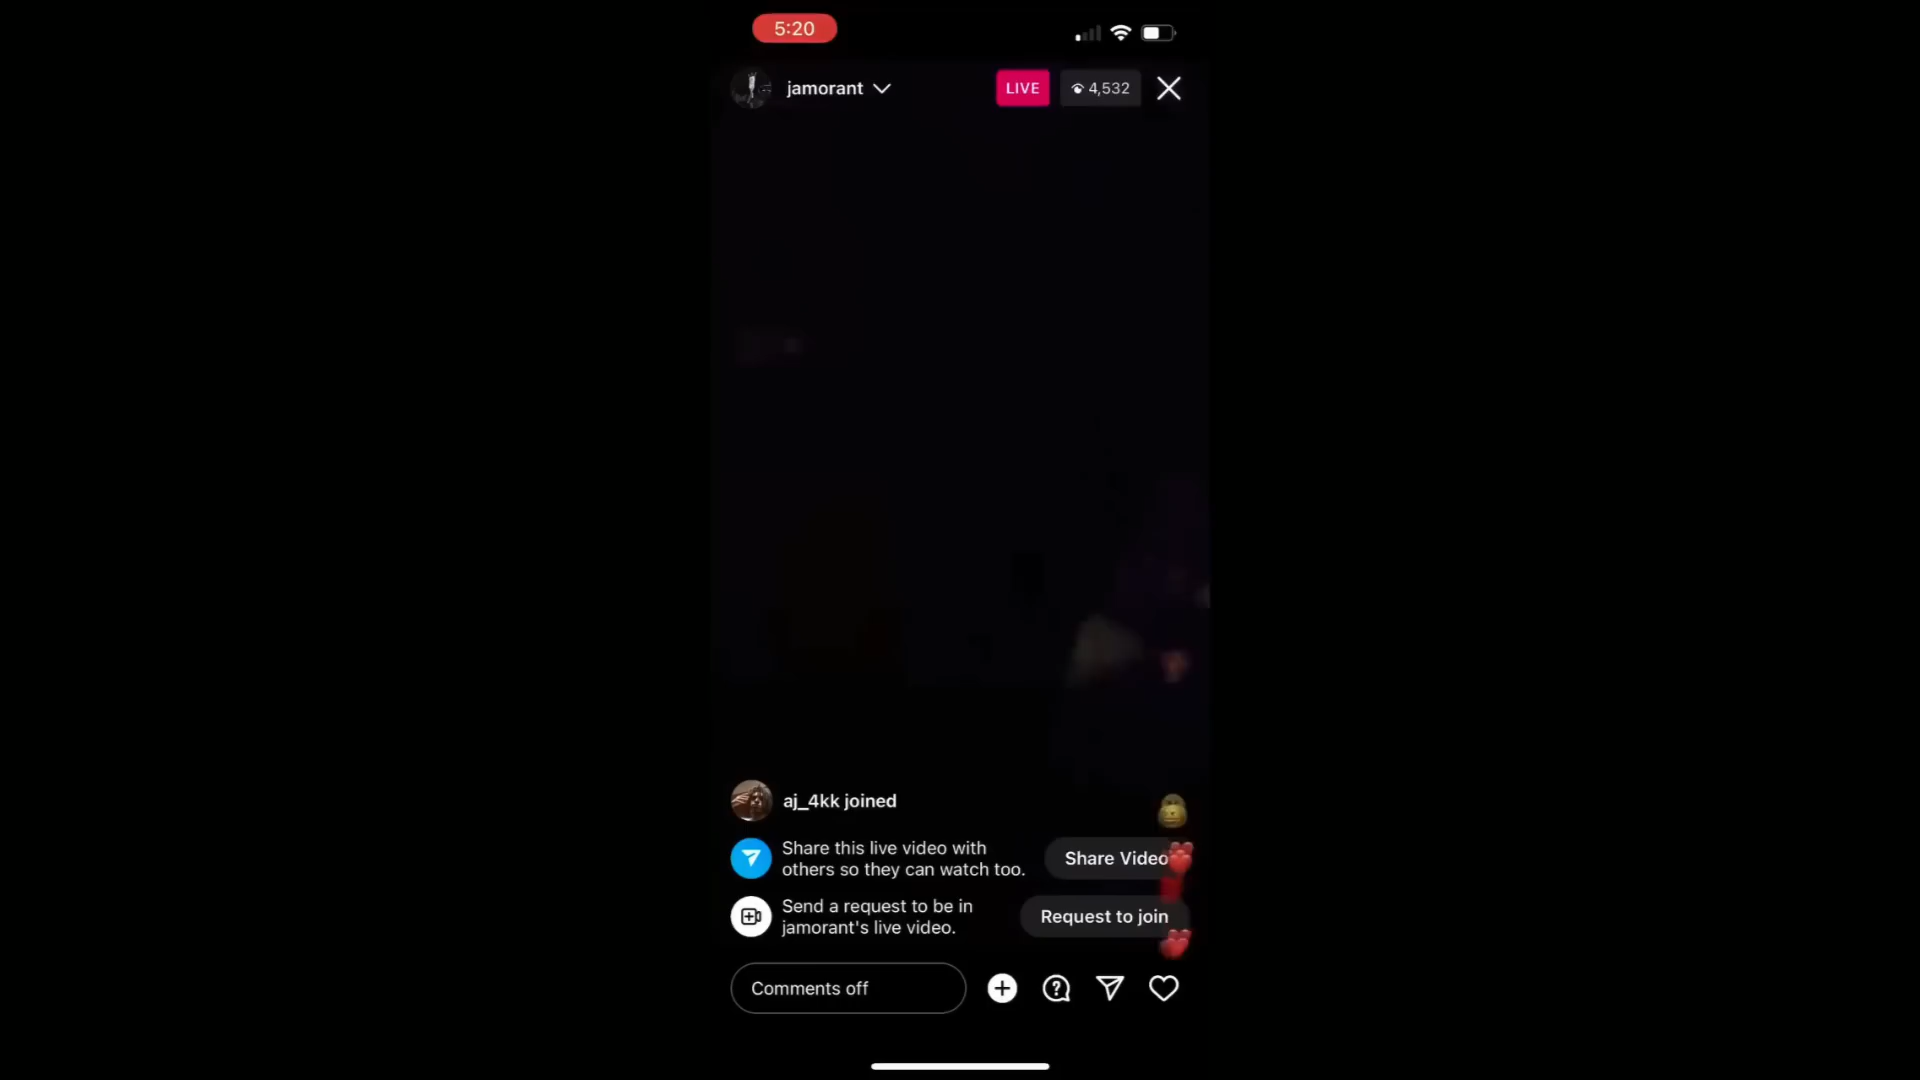 5:20
jamorant
LIVE
4,532
aj_4kk joined
Share this live video with
others so they can watch too.
Share Video
Send a request to be in
jamorant's live video.
Request to join
Comments off